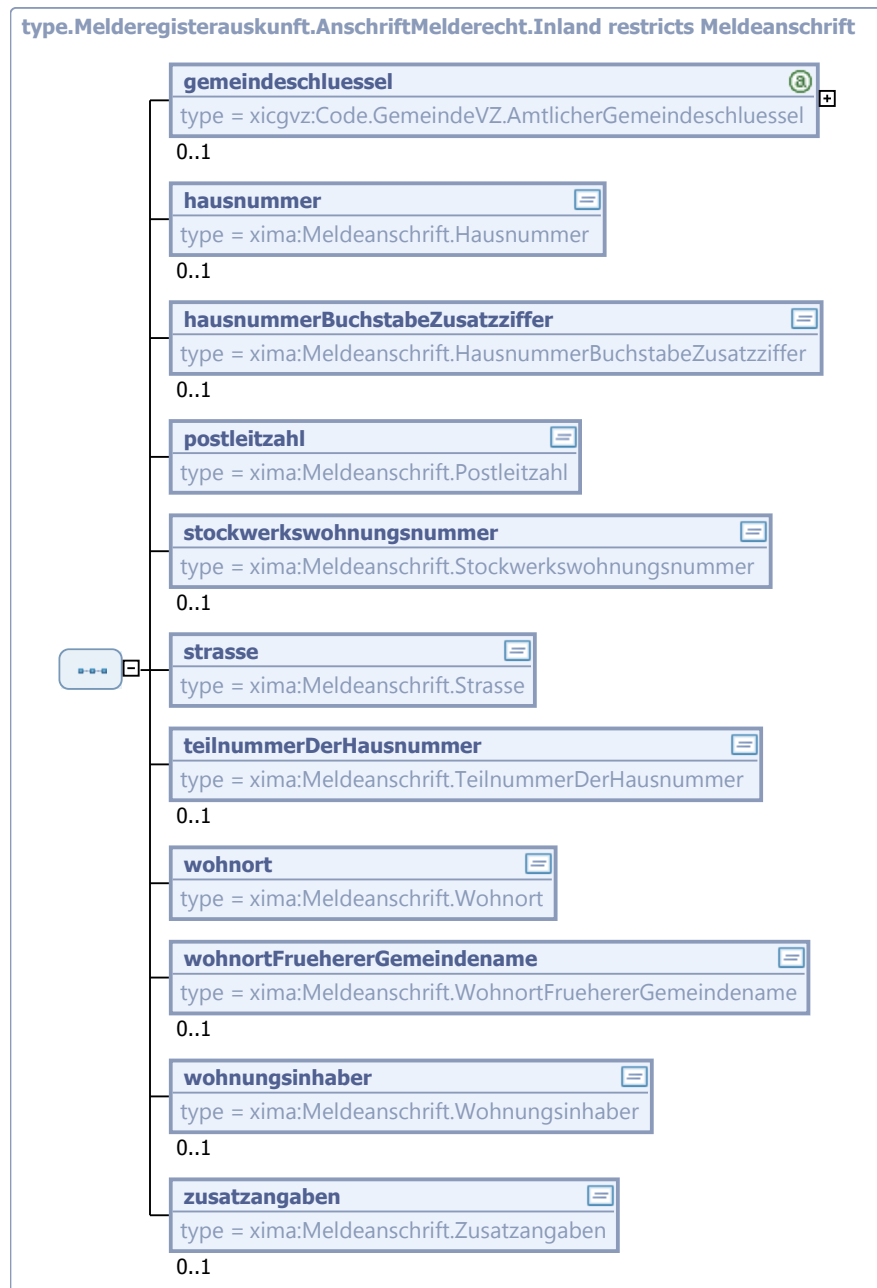 type.Melderegisterauskunft.AnschriftMelderecht.Inland restricts Meldeanschrift
gemeindeschluessel
type = xicgvz:Code.GemeindeVZ.AmtlicherGemeindeschluessel
0..1
hausnummer
type = xima:Meldeanschrift.Hausnummer
0..1
hausnummerBuchstabeZusatzziffer
type = xima:Meldeanschrift.HausnummerBuchstabeZusatzziffer
0..1
postleitzahl
type = xima:Meldeanschrift.Postleitzahl
stockwerkswohnungsnummer
type = xima:Meldeanschrift.Stockwerkswohnungsnummer
0..1
strasse
type = xima:Meldeanschrift.Strasse
teilnummerDerHausnummer
type = xima:Meldeanschrift.TeilnummerDerHausnummer
0..1
wohnort
type = xima:Meldeanschrift.Wohnort
wohnortFruehererGemeindename
type = xima:Meldeanschrift.WohnortFruehererGemeindename
0..1
wohnungsinhaber
type = xima:Meldeanschrift.Wohnungsinhaber
0..1
zusatzangaben
type = xima:Meldeanschrift.Zusatzangaben
0..1